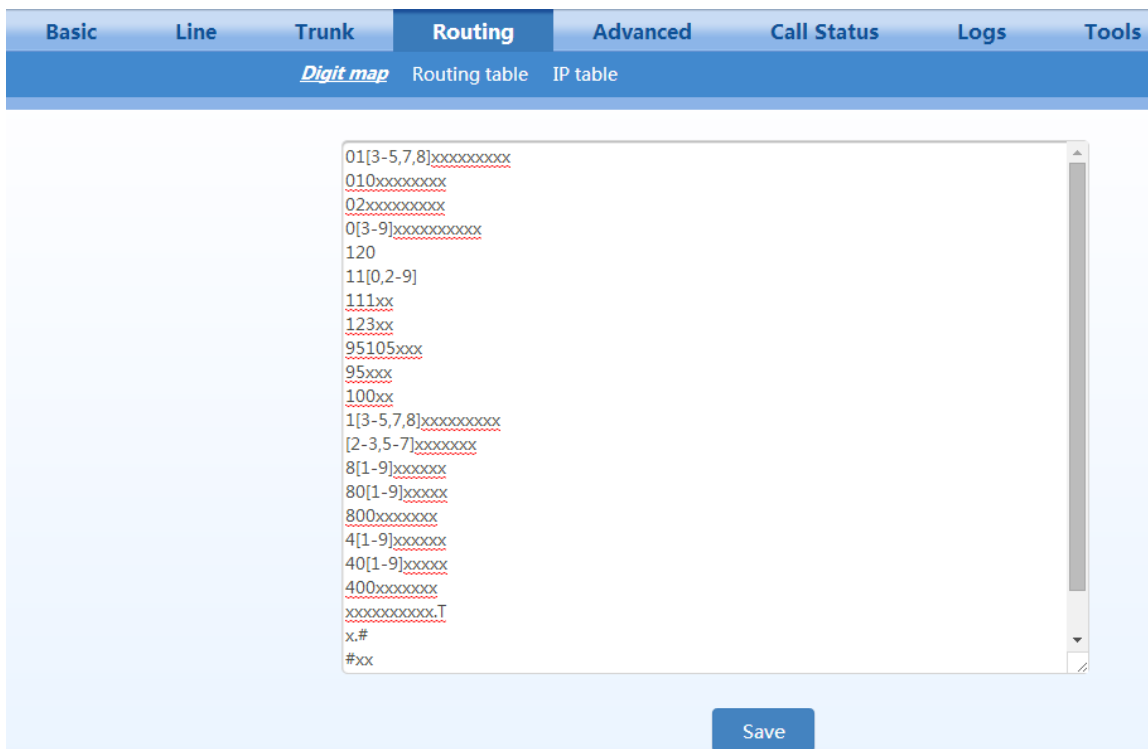 Basic Line Trunk Routing Advanced Call Status Logs Tools
Digit map Routing table IP table
01[3-5,7,8]xxxxxxxxx
010xxxxxxxx
02xxxxxxxxx
0[3-9]xxxxxxxxxx
120
11[0,2-9]
111xx
123xx
95105xxx
95xxx
100xx
1[3-5,7,8]xxxxxxxxx
[2-3,5-7]xxxxxxx
8[1-9]xxxxxx
80[1-9]xxxxx
800xxxxxxx
4[1-9]xxxxxx
40[1-9]xxxxx
400xxxxxxx
xxxxxxxxxx.T
x.#
#xx
Save